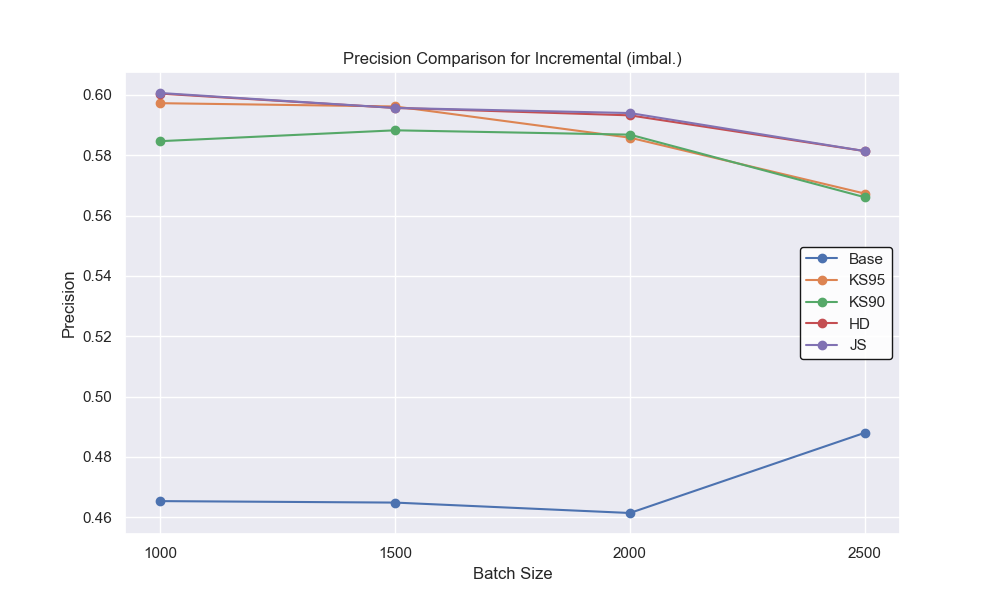 Precision Comparison for Incremental (imbal.)
Precision
0.60
0.58
0.56
0.54
0.52
0.50
0.48
0.46
1000
1500
2000
2500
Batch Size
Base
KS95
KS90
HD
JS